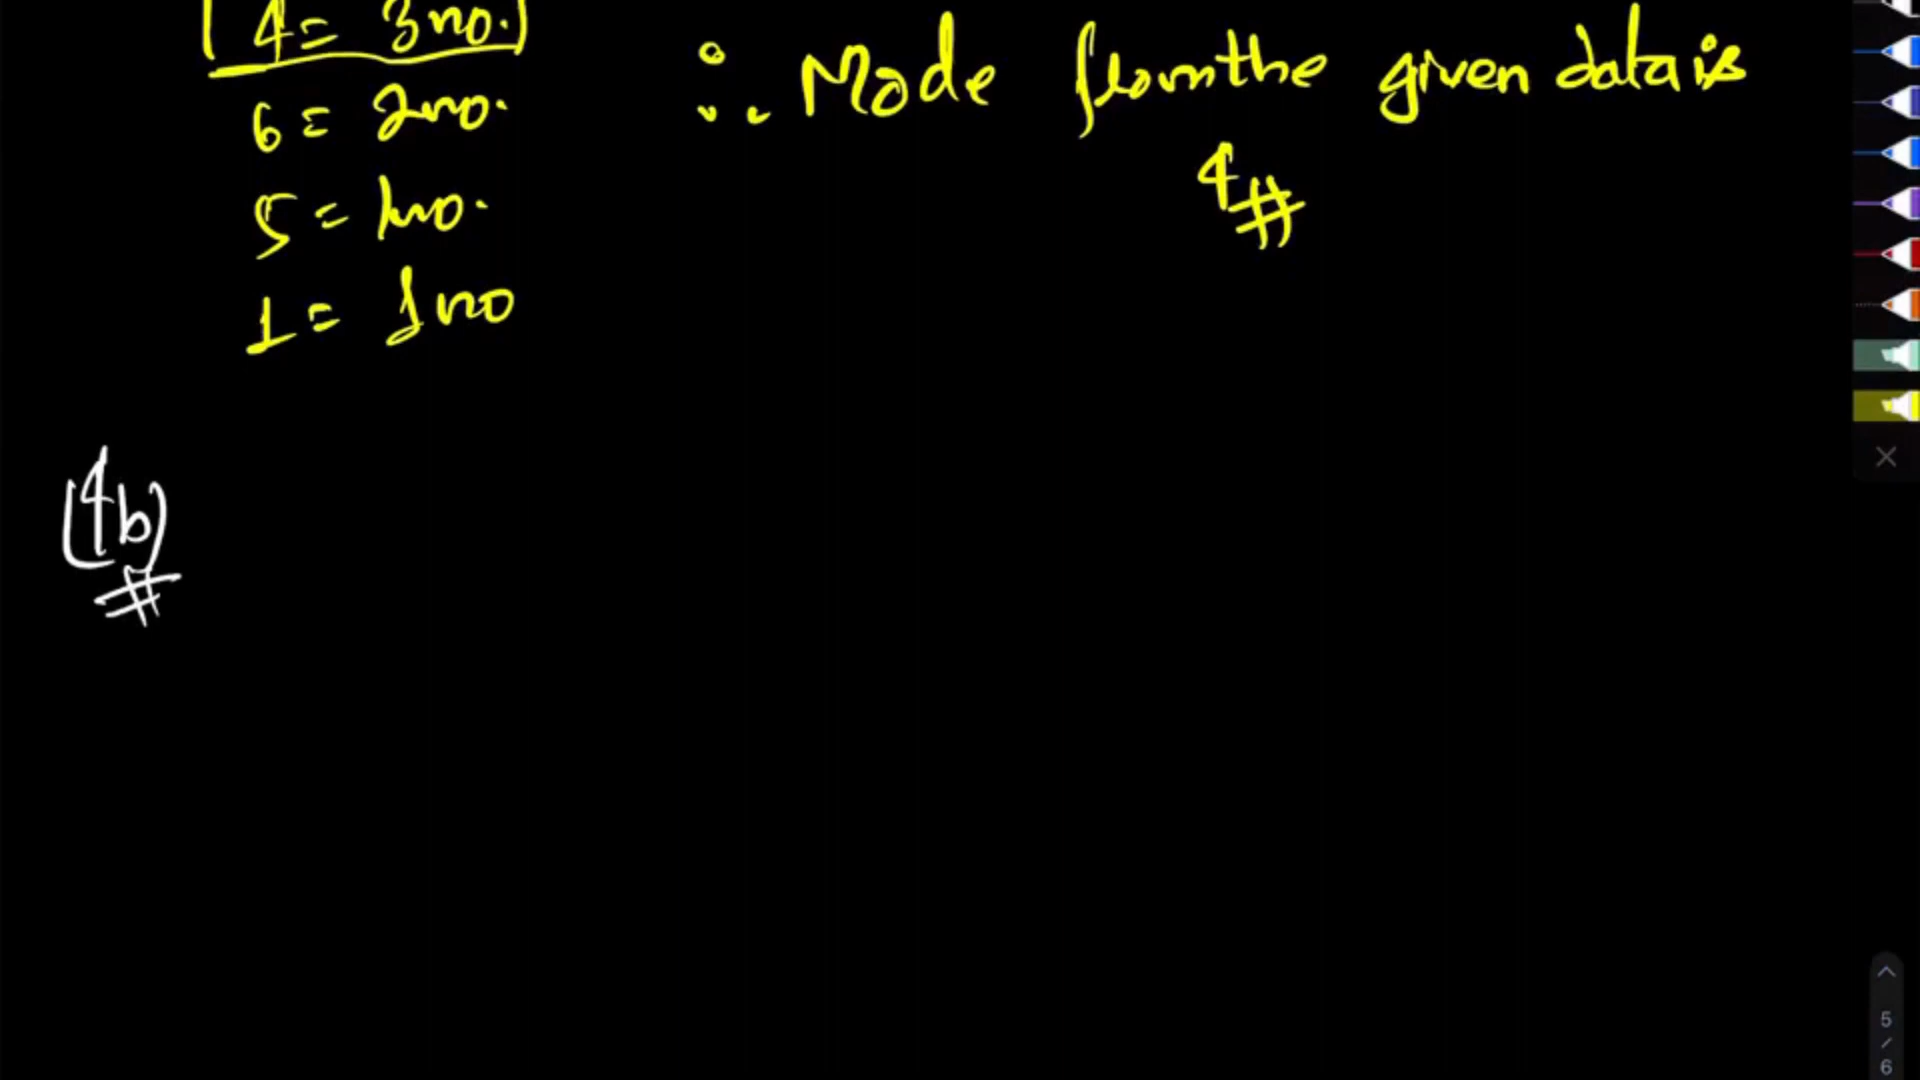 4 = 3no.
6 = 2no.
5 = 1no.
1 = 1no
∴ Mode from the given data is
4
(4b)
5
/
6